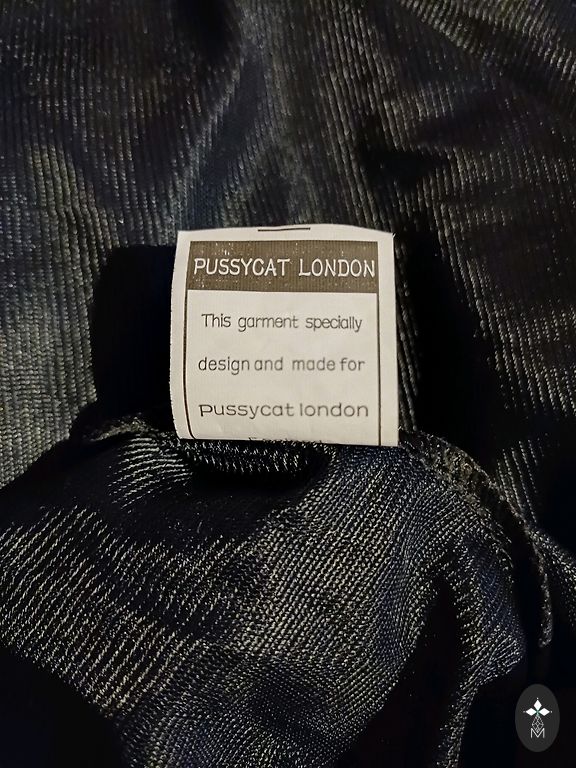 PUSSYCAT LONDON
This garment specially
design and made for
pussycat london
M